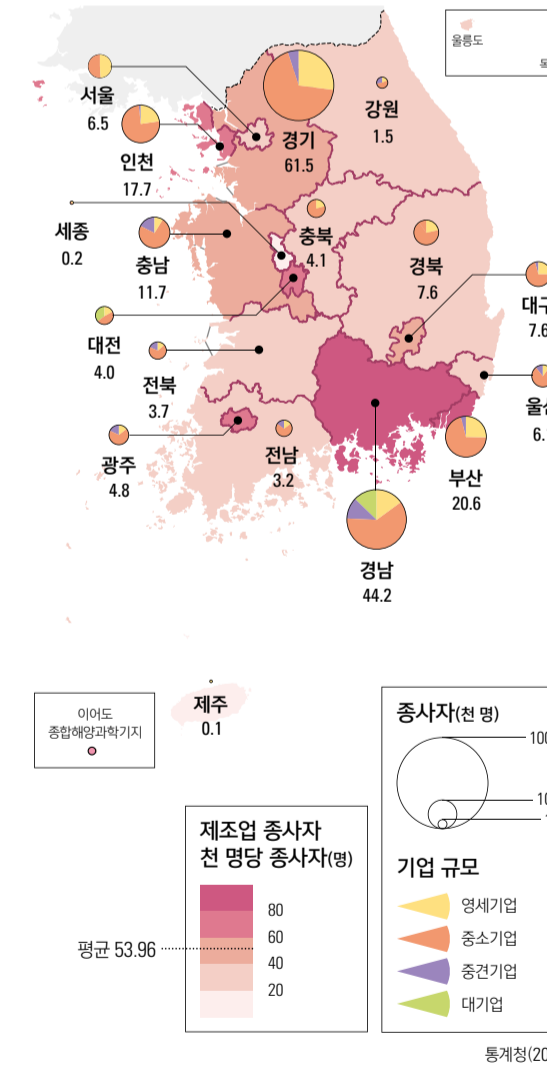 울릉도
서울
6.5
인천
17.7
경기
61.5
강원
1.5
세종
0.2
충남
11.7
충북
4.1
경북
7.6
대전
4.0
7.6
전북
3.7
광주
4.8
전남
3.2
부산
20.6
경남
44.2
제주
0.1
이어도
종합해양과학기지
제조업 종사자
천 명당 종사자(명)
80
60
평균 53.96
40
20
종사자(천 명)
100
10
기업 규모
영세기업
중소기업
중견기업
대기업